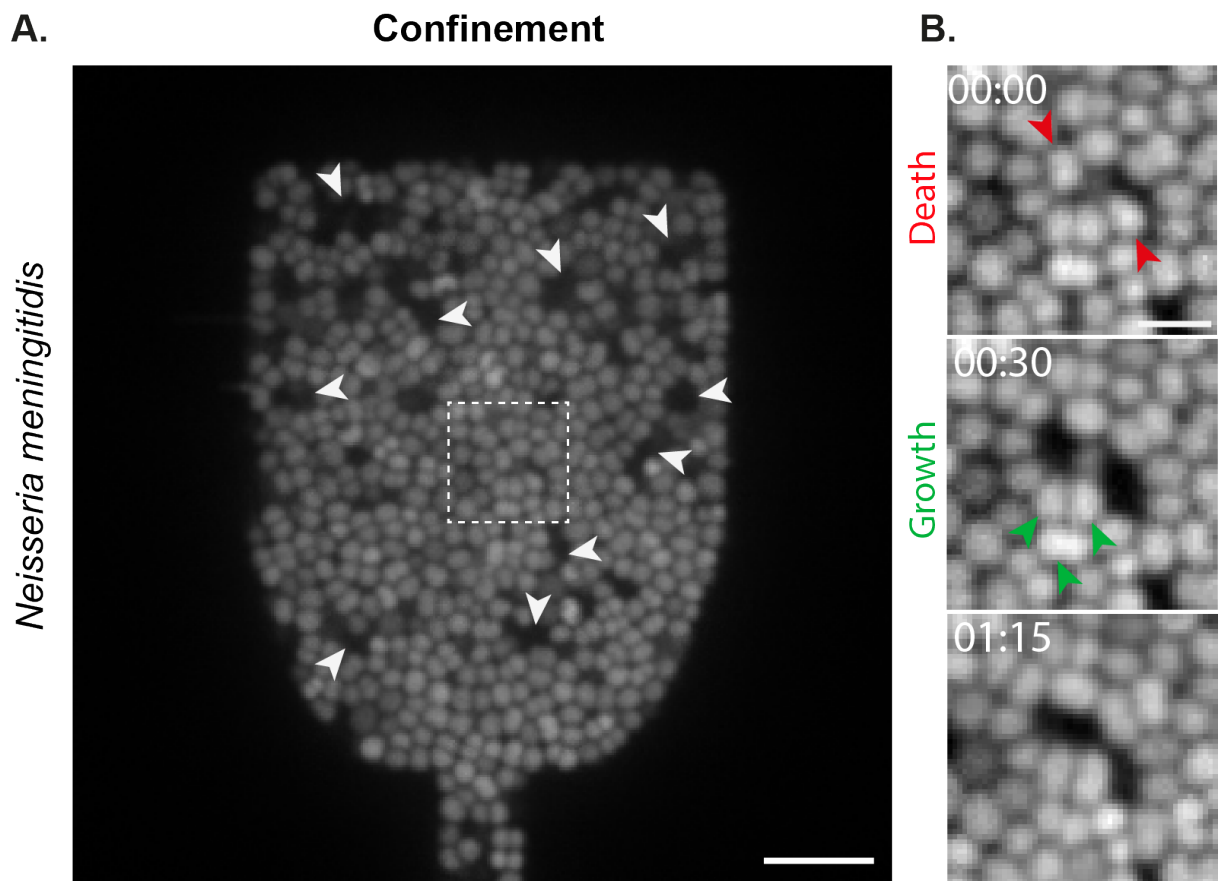 A.
Confinement
Neisseria meningitidis
B.
00:00
Death
00:30
Growth
01:15